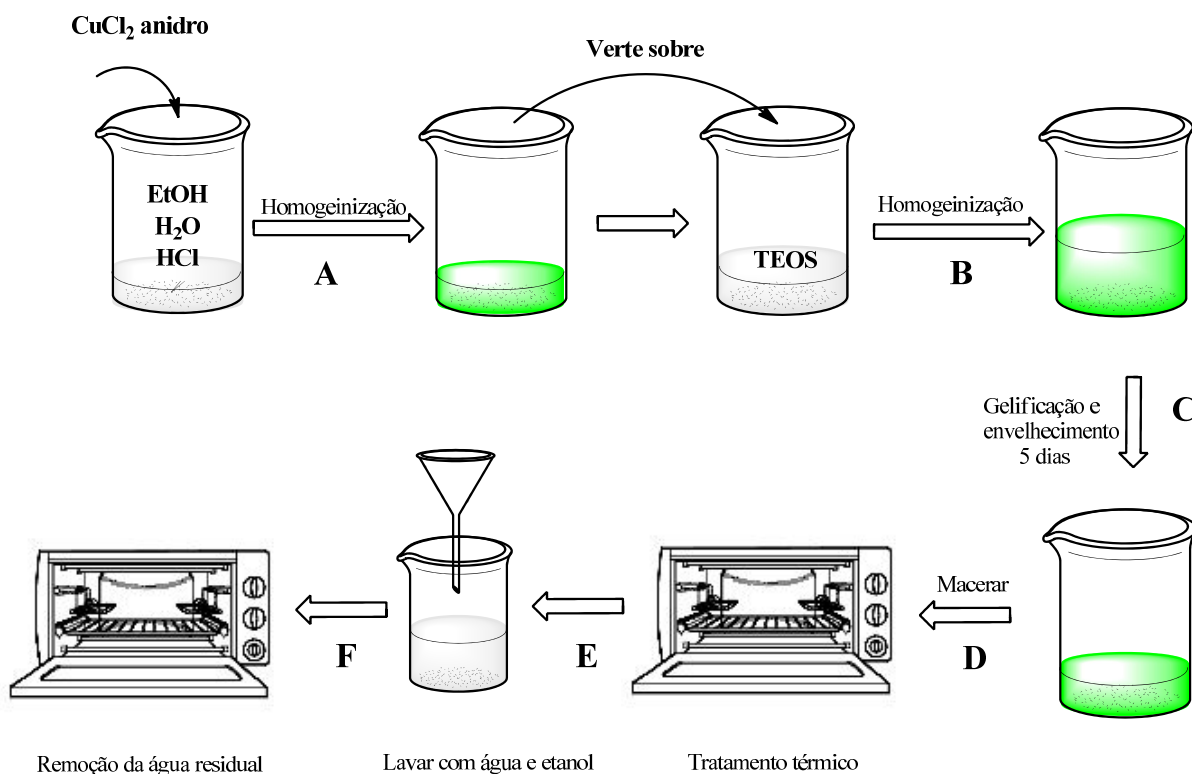 CuCl₂ anidro
Verte sobre
EtOH
H₂O
HCl
Homogeinização
A
TEOS
Homogeinização
B
Gelificação e
envelhecimento
5 dias
C
Macerar
D
E
F
Remoção da água residual
Lavar com água e etanol
Tratamento térmico